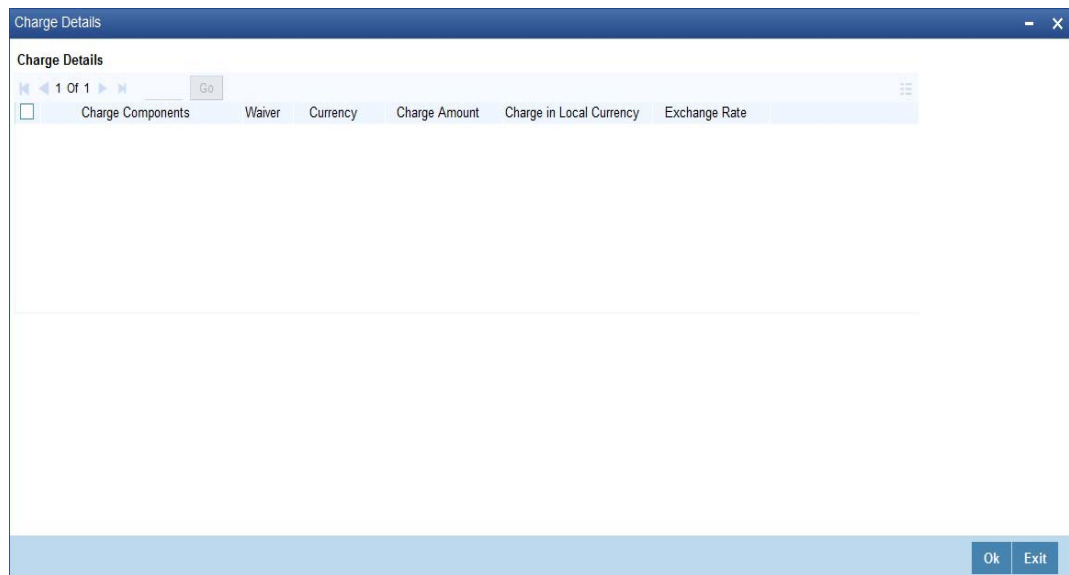 Charge Details
Charge Details
1 Of 1 Go
Charge Components Waiver Currency Charge Amount Charge in Local Currency Exchange Rate
Ok Exit